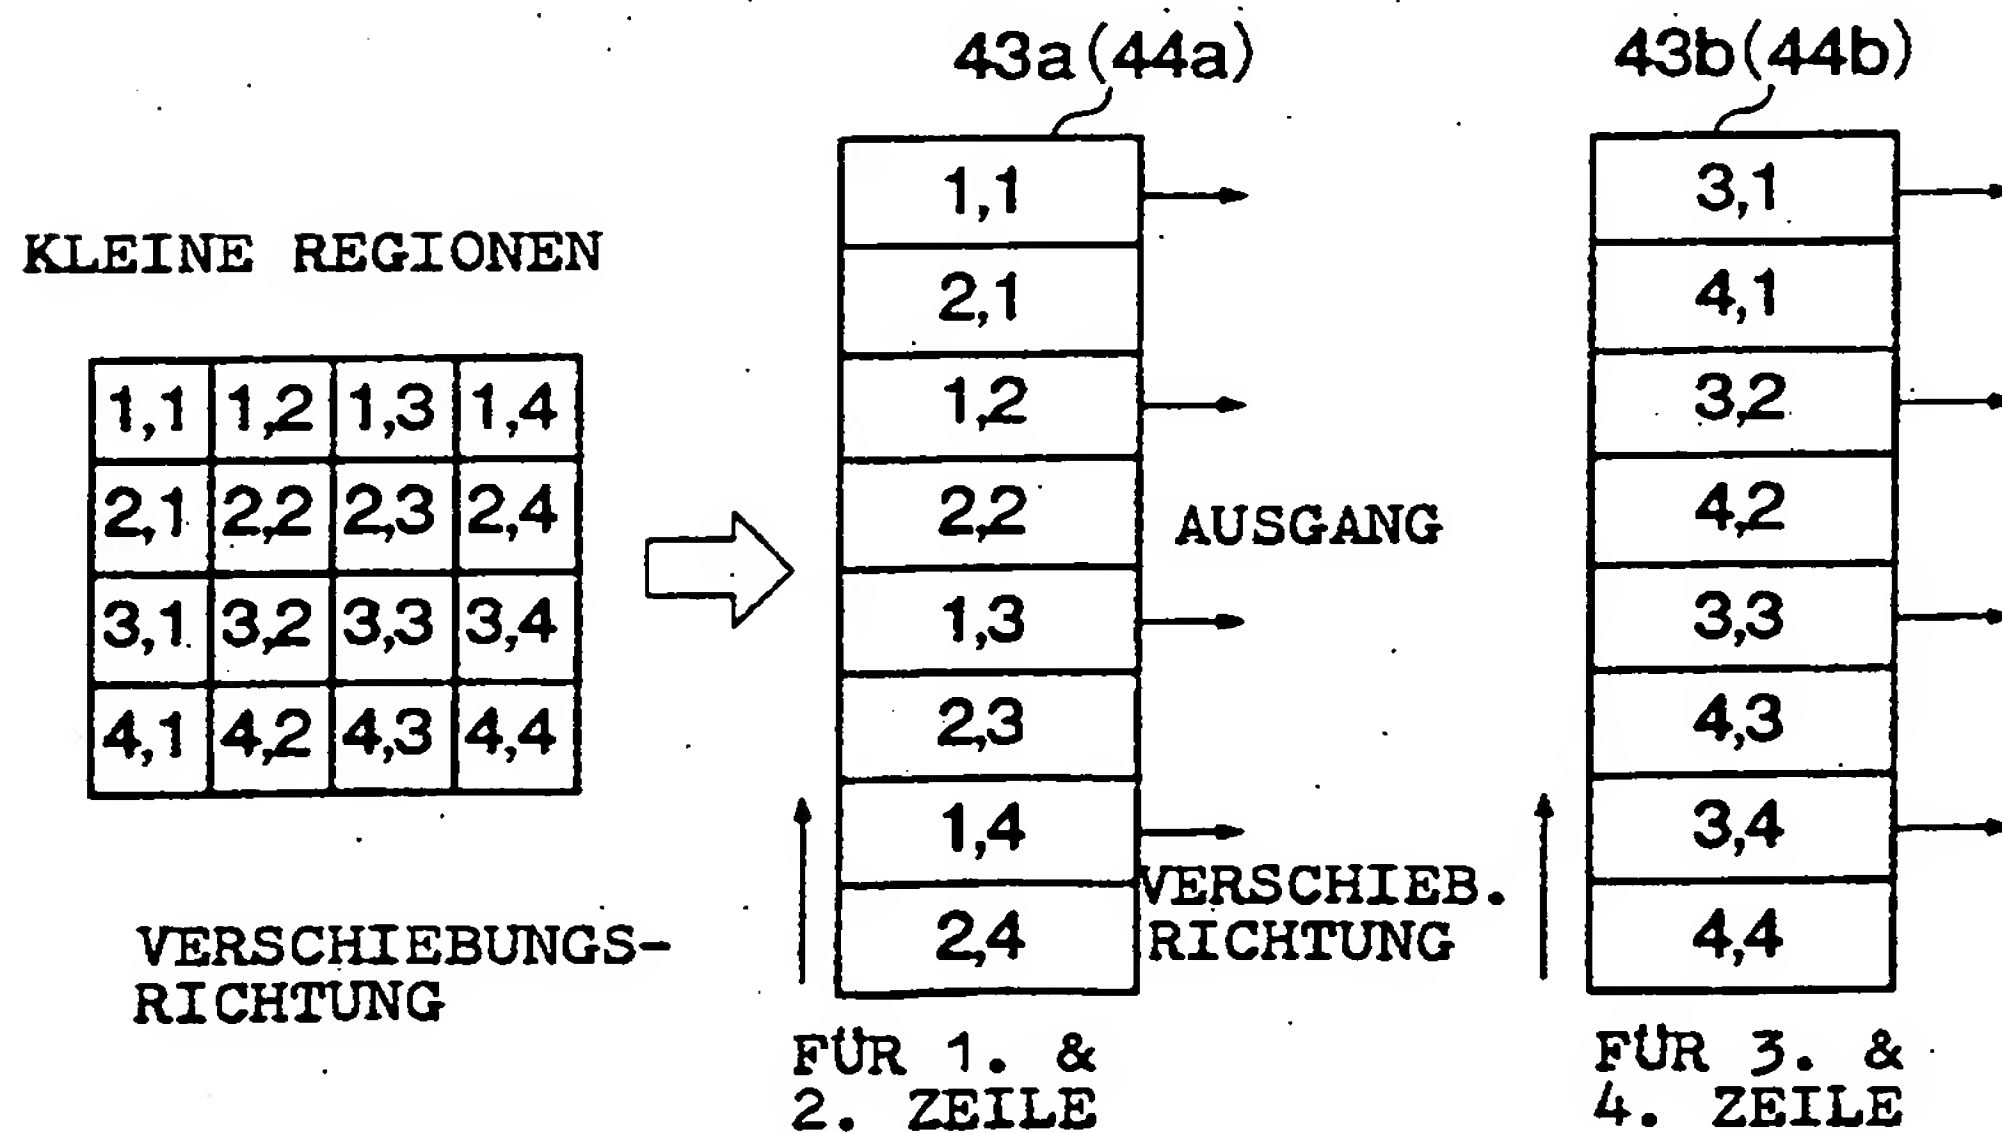 43a(44a)
43b(44b)
KLEINE REGIONEN
1,1 1,2 1,3 1,4
2,1 2,2 2,3 2,4
3,1 3,2 3,3 3,4
4,1 4,2 4,3 4,4
VERSCHIEBUNGS-
RICHTUNG
1,1
2,1
1,2
2,2
1,3
2,3
1,4
2,4
FÜR 1. &
2. ZEILE
AUSGANG
VERSCHIEB.
RICHTUNG
3,1
4,1
3,2
4,2
3,3
4,3
3,4
4,4
FÜR 3. &
4. ZEILE